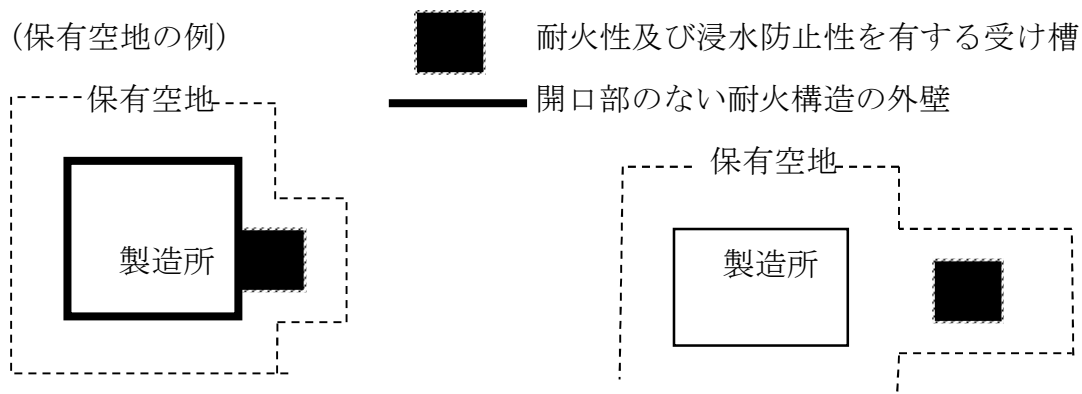 (保有空地の例)
耐火性及び浸水防止性を有する受け槽
開口部のない耐火構造の外壁
保有空地
製造所
保有空地
製造所